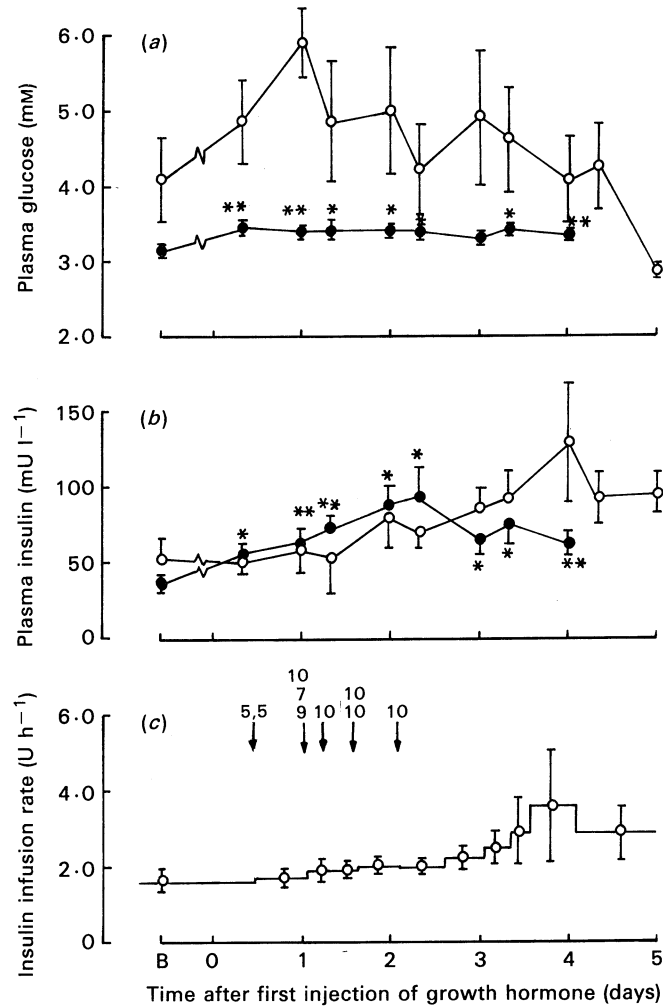 (a)
Plasma glucose (mM)
6·0
5·0
4·0
3·0
2·0
** ** * * * * **
(b)
Plasma insulin (mU l−1)
150
100
50
0
* ** ** * * * * **
(c)
Insulin infusion rate (U h−1)
6·0
4·0
2·0
0
10 10
7 10
5,5 9 10 10
B 0 1 2 3 4 5
Time after first injection of growth hormone (days)